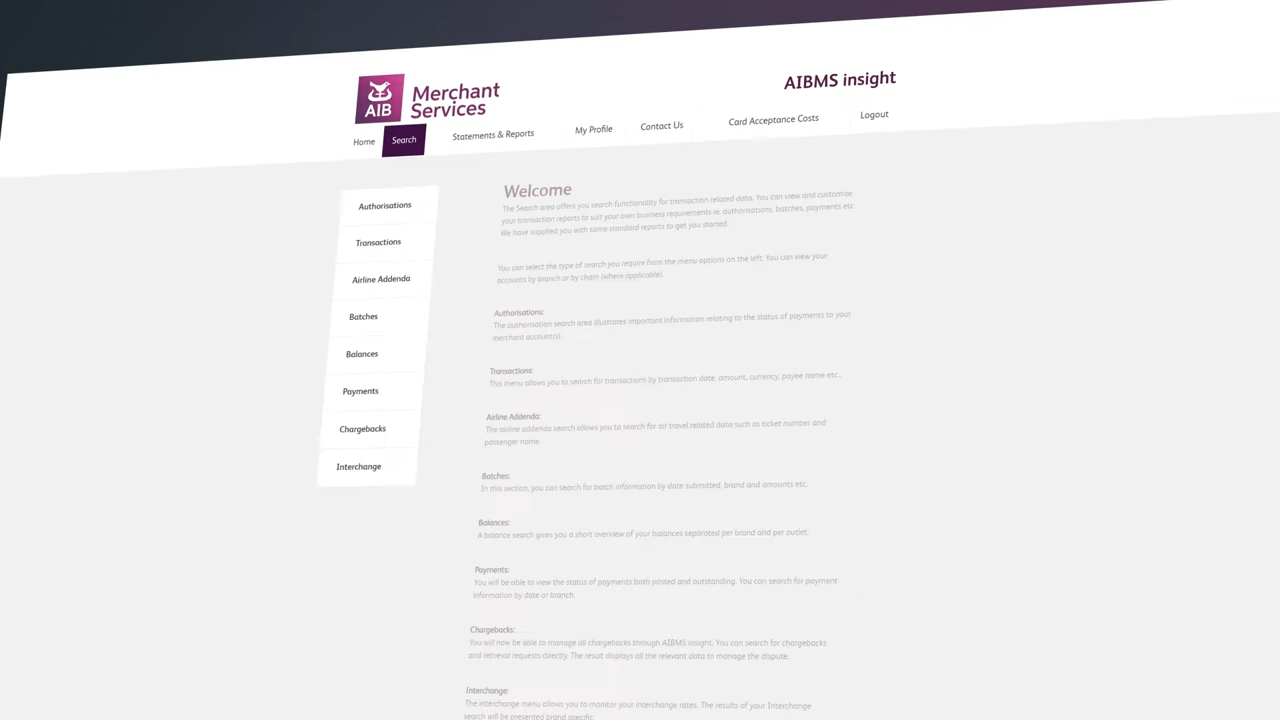 AIB
Merchant
Services
AIBMS insight
Home
Search
Statements & Reports
My Profile
Contact Us
Card Acceptance Costs
Logout
Authorisations
Transactions
Airline Addenda
Batches
Balances
Payments
Chargebacks
Interchange
Welcome
The Search area offers you search functionality for transaction related data. You can view and customise
your transaction reports to suit your own business requirements ie. authorisations, batches, payments etc
We have supplied you with some standard reports to get you started.
You can select the type of search you require from the menu options on the left. You can view your
accounts by branch or by chain (where applicable).
Authorisations:
The authorisation search area illustrates important information relating to the status of payments to your
merchant account(s).
Transactions:
This menu allows you to search for transactions by transaction date, amount, currency, payee name etc..
Airline Addenda:
The airline addenda search allows you to search for air travel related data such as ticket number and
passenger name.
Batches:
In this section, you can search for batch information by date submitted, brand and amounts etc.
Balances:
A balance search gives you a short overview of your balances separated per brand and per outlet.
Payments:
You will be able to view the status of payments both posted and outstanding. You can search for payment
information by date or branch.
Chargebacks:
You will now be able to manage all chargebacks through AIBMS insight. You can search for chargebacks
and retrieval requests directly. The result displays all the relevant data to manage the dispute.
Interchange:
The interchange menu allows you to monitor your interchange rates. The results of your Interchange
search will be presented brand specific.